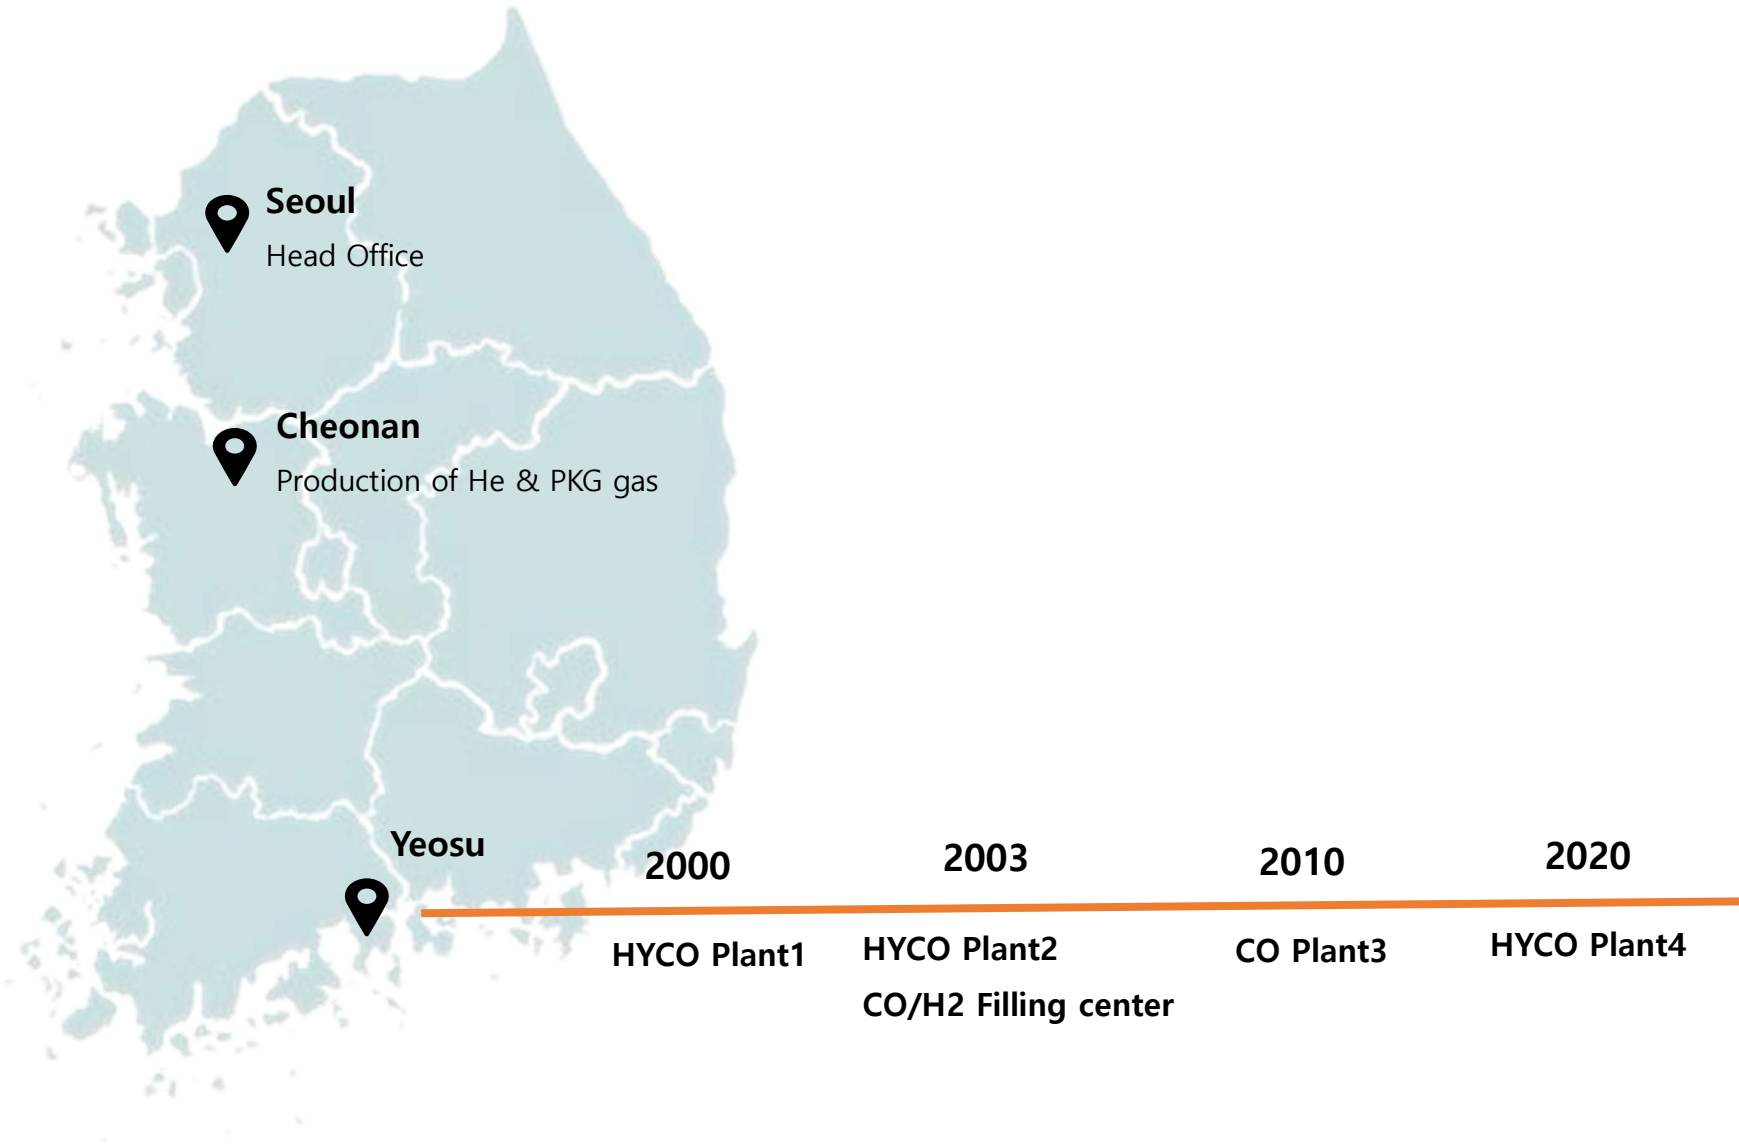 Seoul
Head Office
Cheonan
Production of He & PKG gas
Yeosu
2000
2003
2010
2020
HYCO Plant1
HYCO Plant2
CO Plant3
HYCO Plant4
CO/H2 Filling center